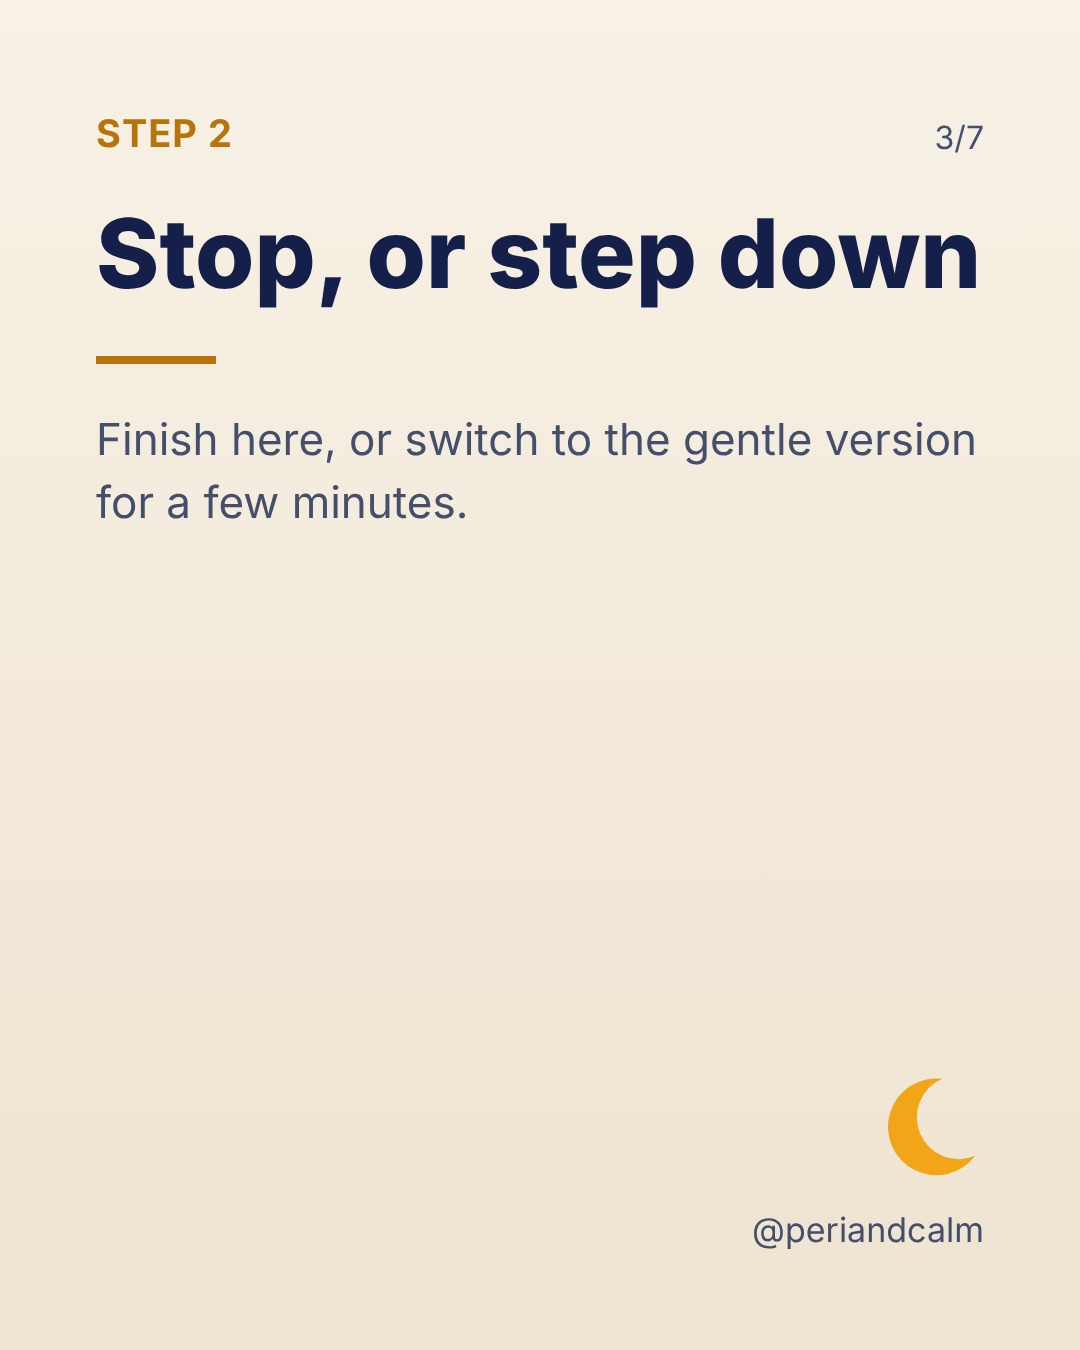 STEP 2
3/7
Stop, or step down
Finish here, or switch to the gentle version
for a few minutes.
@periandcalm